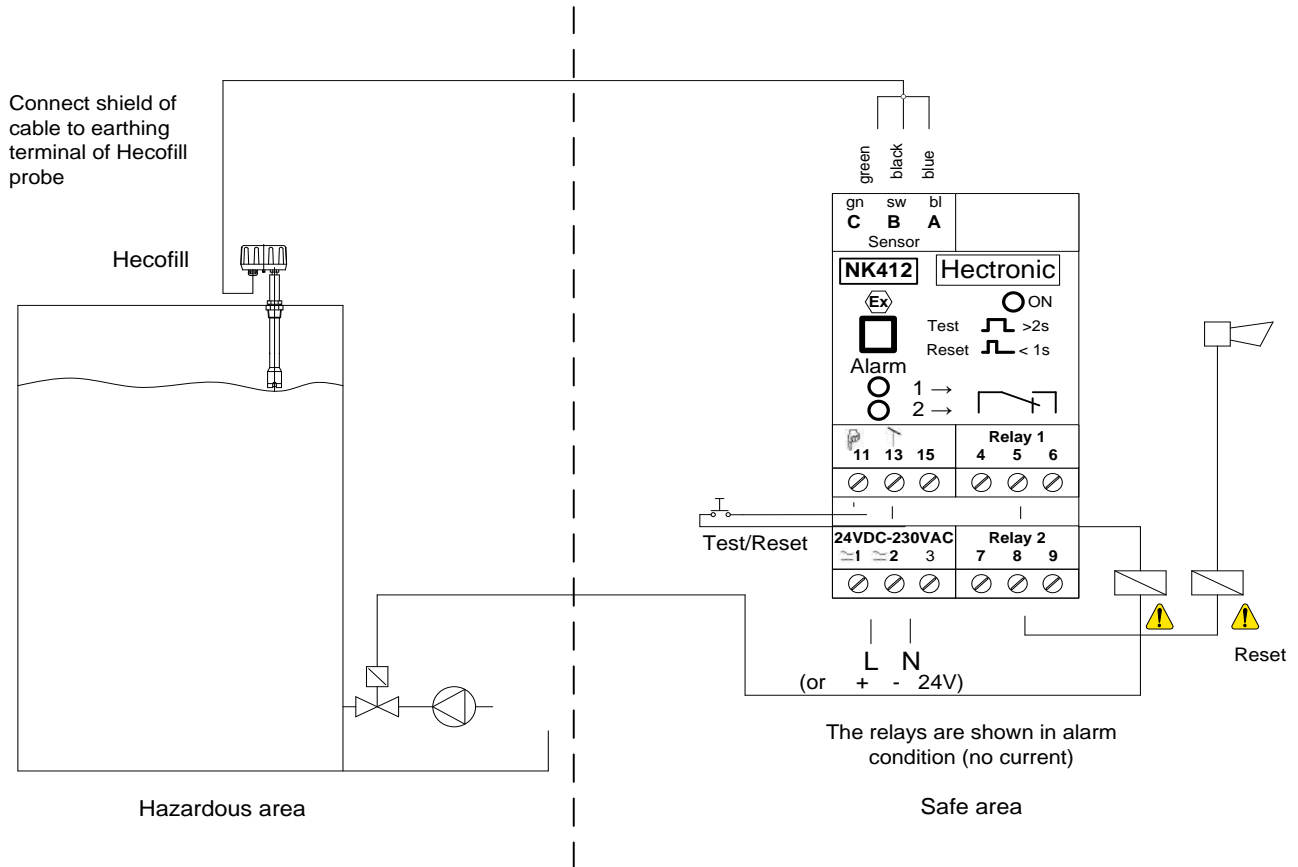 Connect shield of
cable to earthing
terminal of Hecofill
probe
Hecofill
green
black
blue
gn sw bl
C B A
Sensor
NK412 Hectronic
Ex
ON
Test >2s
Reset < 1s
Alarm
1 →
2 →
Relay 1
11 13 15 4 5 6
Test/Reset
24VDC-230VAC Relay 2
≃1 ≃2 3 7 8 9
L N
(or + - 24V)
Reset
The relays are shown in alarm
condition (no current)
Hazardous area
Safe area